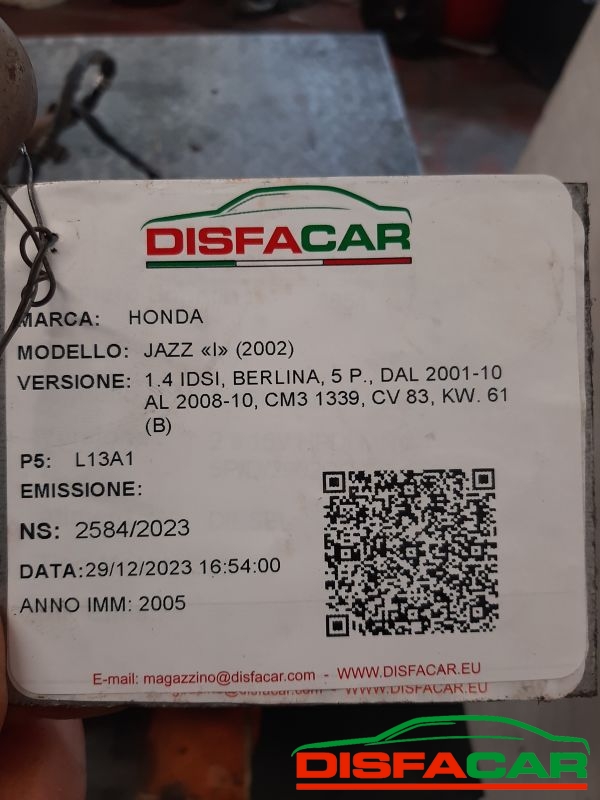 DISFACAR
MARCA: HONDA
MODELLO: JAZZ «I» (2002)
VERSIONE: 1.4 IDSI, BERLINA, 5 P., DAL 2001-10
AL 2008-10, CM3 1339, CV 83, KW. 61
(B)
P5: L13A1
EMISSIONE:
NS: 2584/2023
DATA:29/12/2023 16:54:00
ANNO IMM: 2005
E-mail: magazzino@disfacar.com - WWW.DISFACAR.EU
DISFACAR